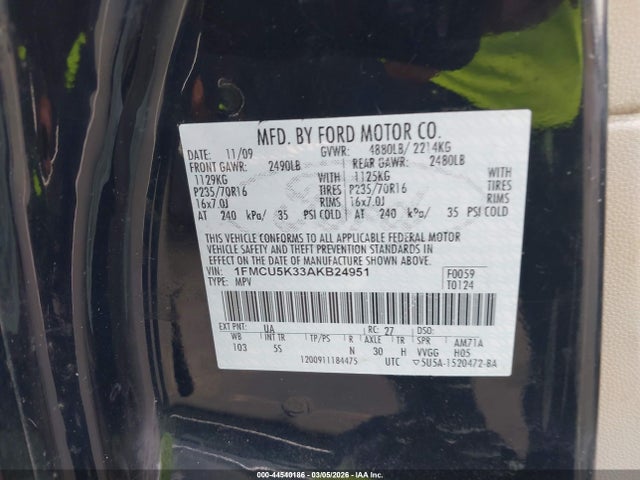 MFD. BY FORD MOTOR CO.
DATE: 11/09 GVWR: 4880LB/ 2214KG
FRONT GAWR: 2490LB REAR GAWR: 2480LB
1129KG WITH 1125KG WITH
P235/70R16 TIRES P235/70R16 TIRES
16x7.0J RIMS 16x7.0J RIMS
AT 240 kPa/ 35 PSI COLD AT 240 kPa/ 35 PSI COLD
THIS VEHICLE CONFORMS TO ALL APPLICABLE FEDERAL MOTOR
VEHICLE SAFETY AND THEFT PREVENTION STANDARDS IN
EFFECT ON THE DATE OF MANUFACTURE SHOWN ABOVE.
VIN: 1FMCU5K33AKB24951 F0059
TYPE: MPV T0124
EXT PNT: UA RC: 27 DSO:
WB INT TR TP/PS R AXLE TR SPR AM71A
103 5S N 30 H VVGG H05
1200911184475 UTC ▽5U5A-1520472-BA
000-44540186 | 03/05/2026 | IAA, Inc.